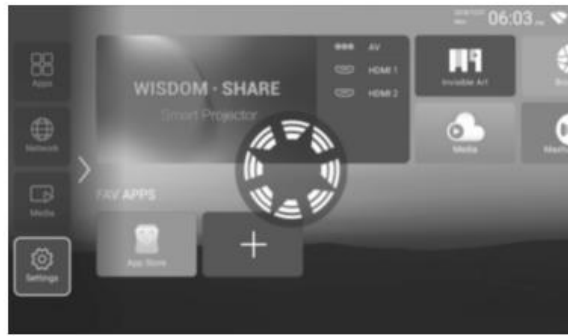 06:03
Apps
AV
HDMI 1
HDMI 2
WISDOM · SHARE
Smart Projector
Invisible Art
Network
Media
Media
FAV APPS
App Store
Settings